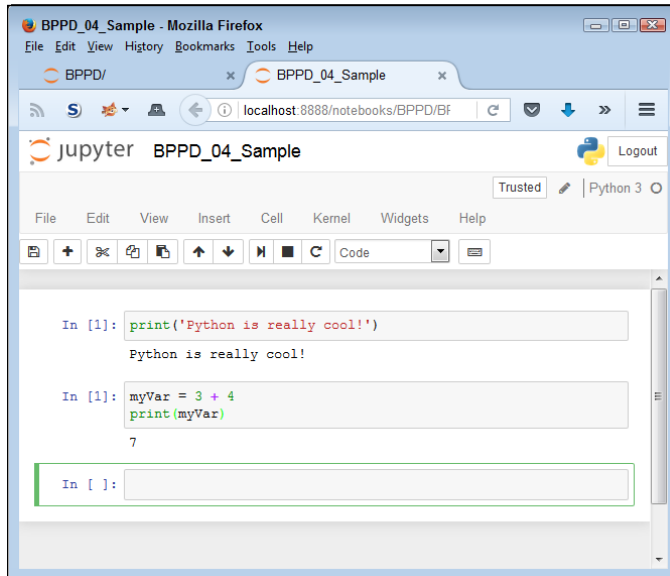 BPPD_04_Sample - Mozilla Firefox
File Edit View History Bookmarks Tools Help
BPPD/ × BPPD_04_Sample ×
localhost:8888/notebooks/BPPD/BF
jupyter BPPD_04_Sample Logout
Trusted Python 3
File Edit View Insert Cell Kernel Widgets Help
Code
In [1]: print('Python is really cool!')
Python is really cool!
In [1]: myVar = 3 + 4
print(myVar)
7
In [ ]: